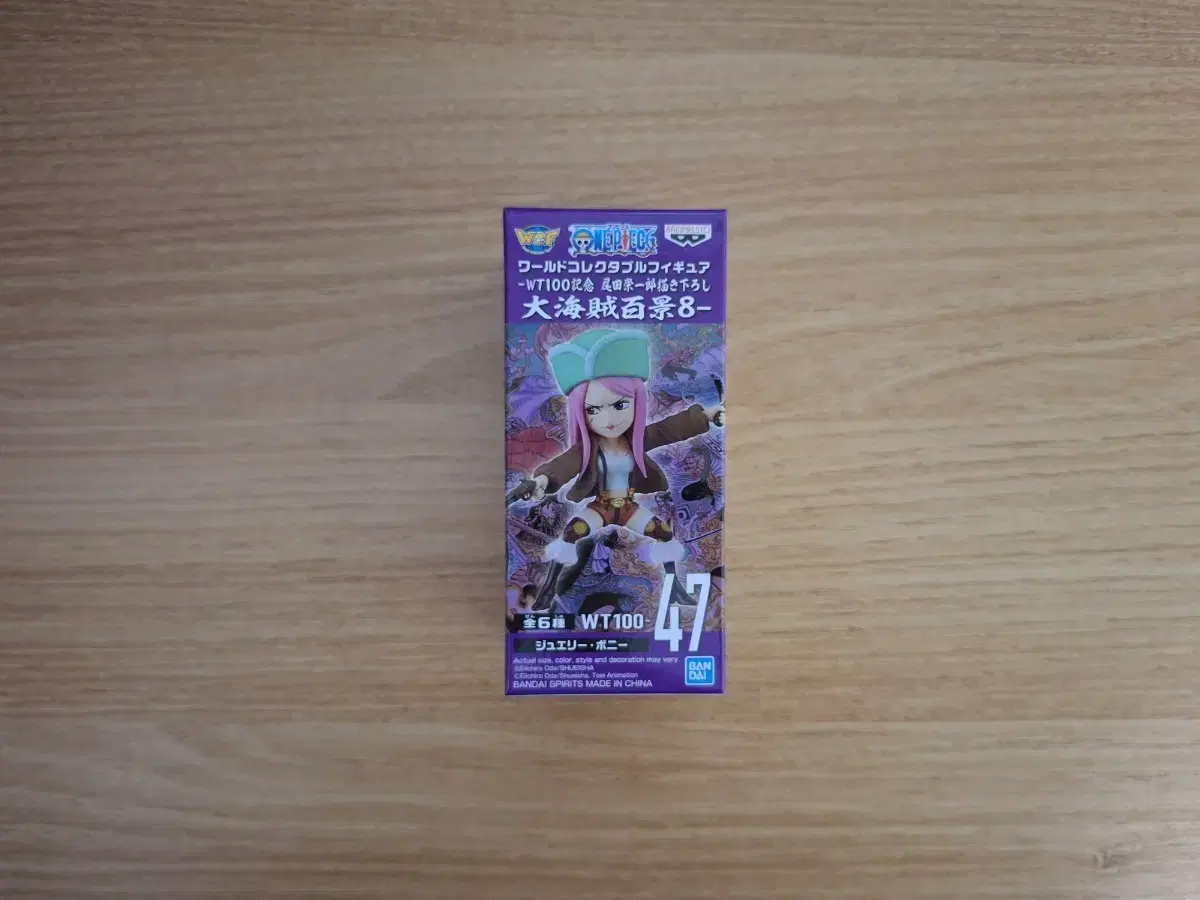 WCF ONE PIECE BANPRESTO
ワールドコレクタブルフィギュア
-WT100記念 尾田栄一郎描き下ろし
大海賊百景8-
全6種 WT100-47
ジュエリー・ボニー
Actual size, color, style and decoration may vary.
©Eiichiro Oda/SHUEISHA
©Eiichiro Oda/Shueisha, Toei Animation
BANDAI SPIRITS MADE IN CHINA
BAN
DAI